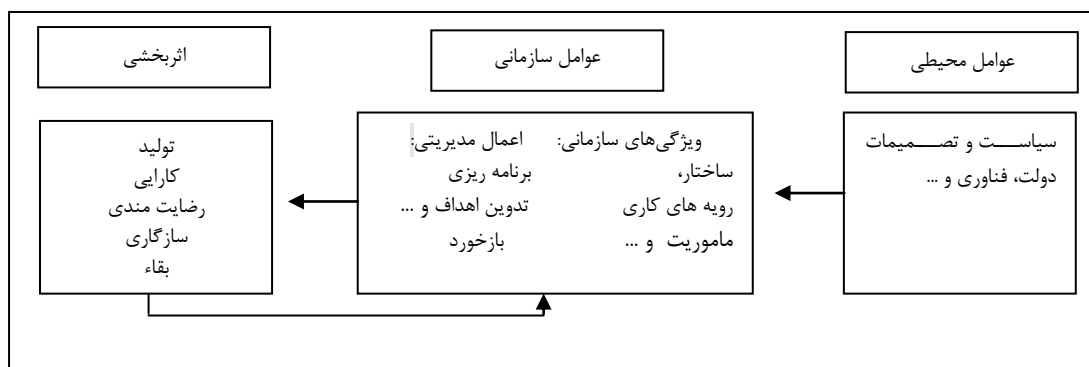 عوامل محیطی
عوامل سازمانی
اثربخشی
سیاست و تصمیمات
دولت، فناوری و ...
ویژگی‌های سازمانی:
ساختار،
رویه های کاری
ماموریت و ...
اعمال مدیریتی:
برنامه ریزی
تدوین اهداف و ...
بازخورد
تولید
کارایی
رضایت مندی
سازگاری
بقاء